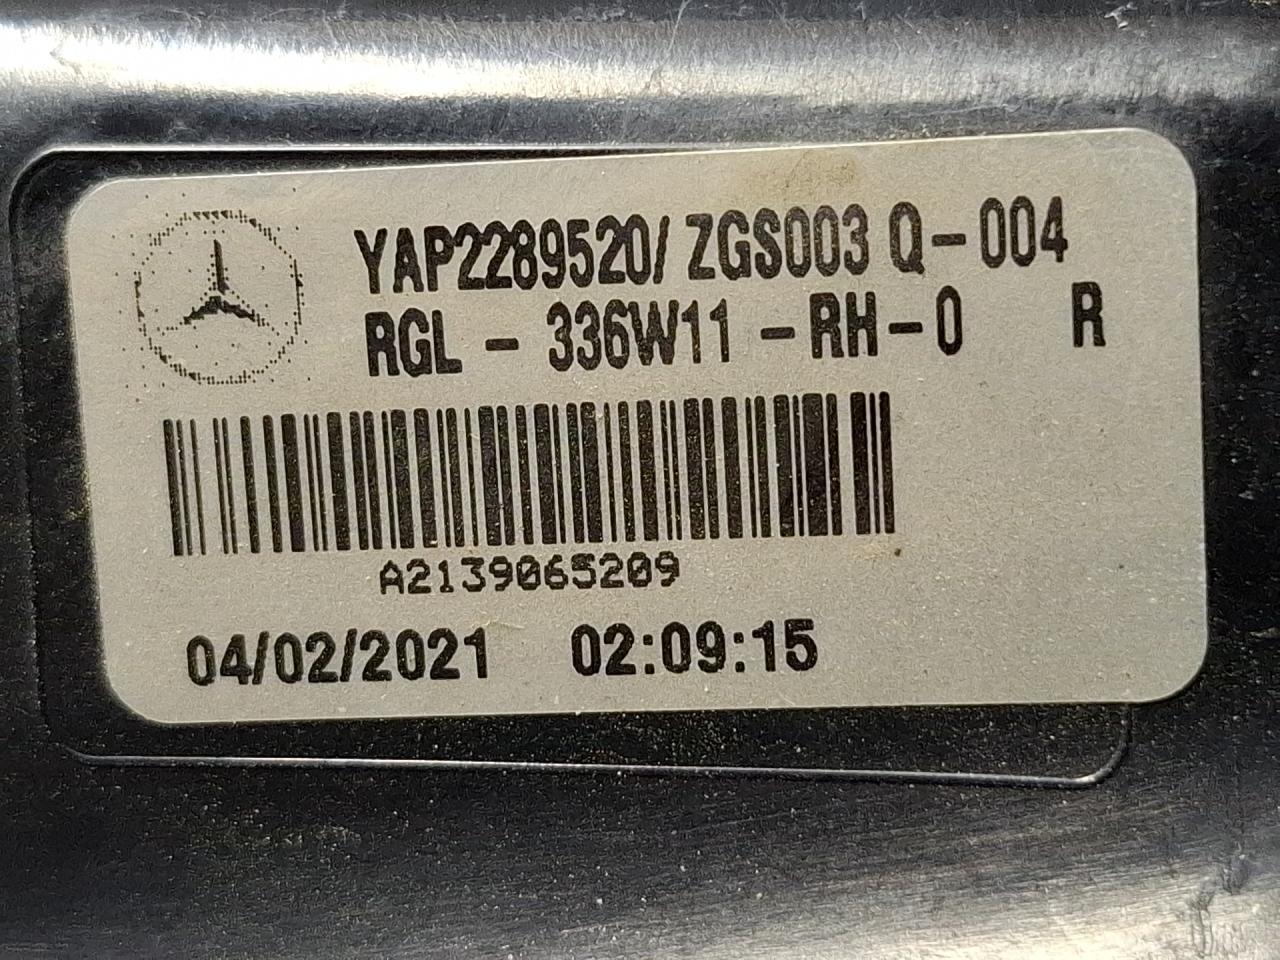 YAP2289520/ ZGS003 Q-004
RGL - 336W11 -RH-0 R
A2139065209
04/02/2021 02:09:15